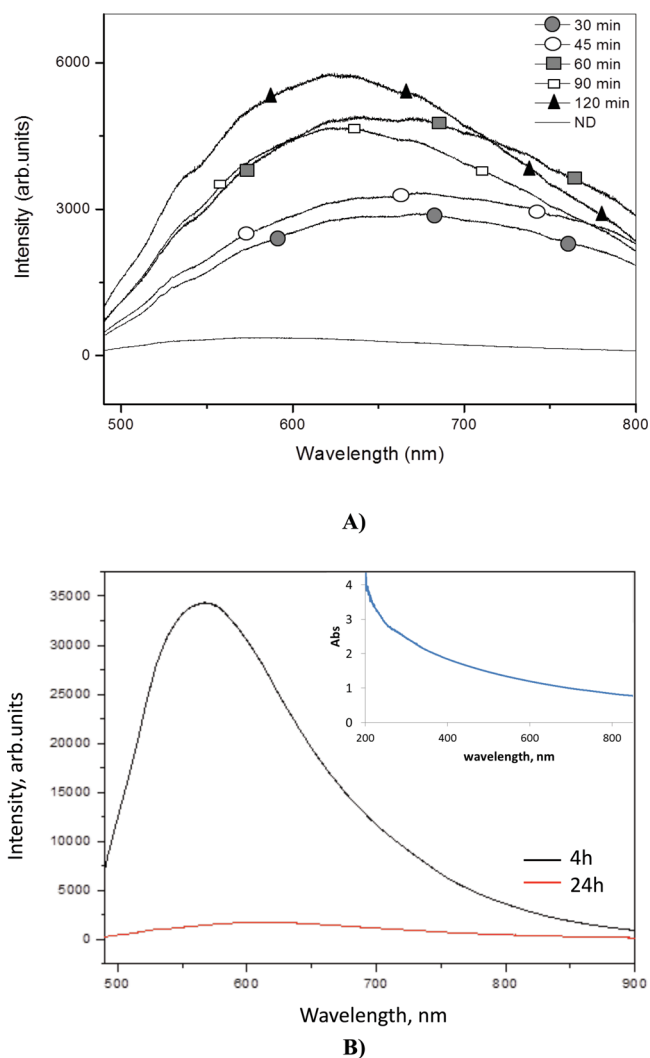 6000
3000
0
Intensity (arb.units)
30 min
45 min
60 min
90 min
120 min
ND
500 600 700 800
Wavelength (nm)
A)
35000
30000
25000
20000
15000
10000
5000
0
Intensity, arb.units
4
3
2
1
0
Abs
200 400 600 800
wavelength, nm
4h
24h
500 600 700 800 900
Wavelength, nm
B)